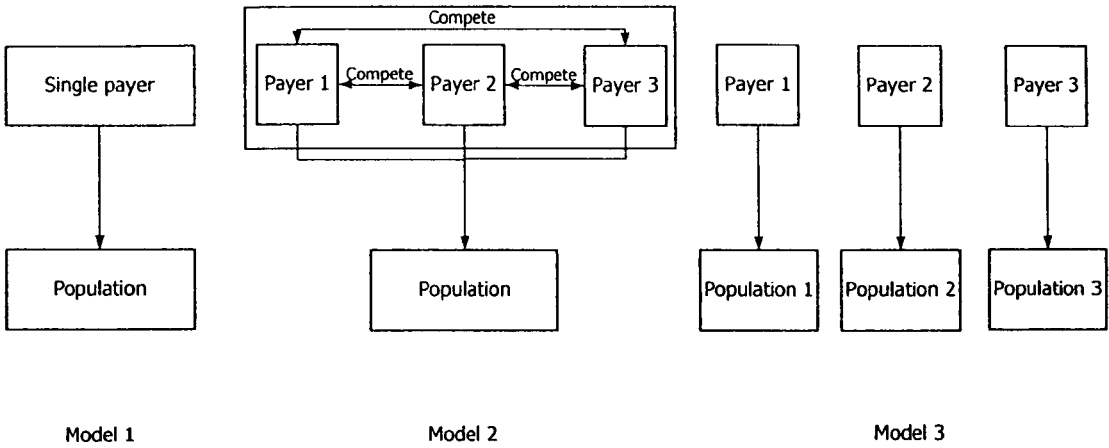 Compete
Single payer
Payer 1
Compete
Payer 2
Compete
Payer 3
Payer 1
Payer 2
Payer 3
Population
Population
Population 1
Population 2
Population 3
Model 1
Model 2
Model 3